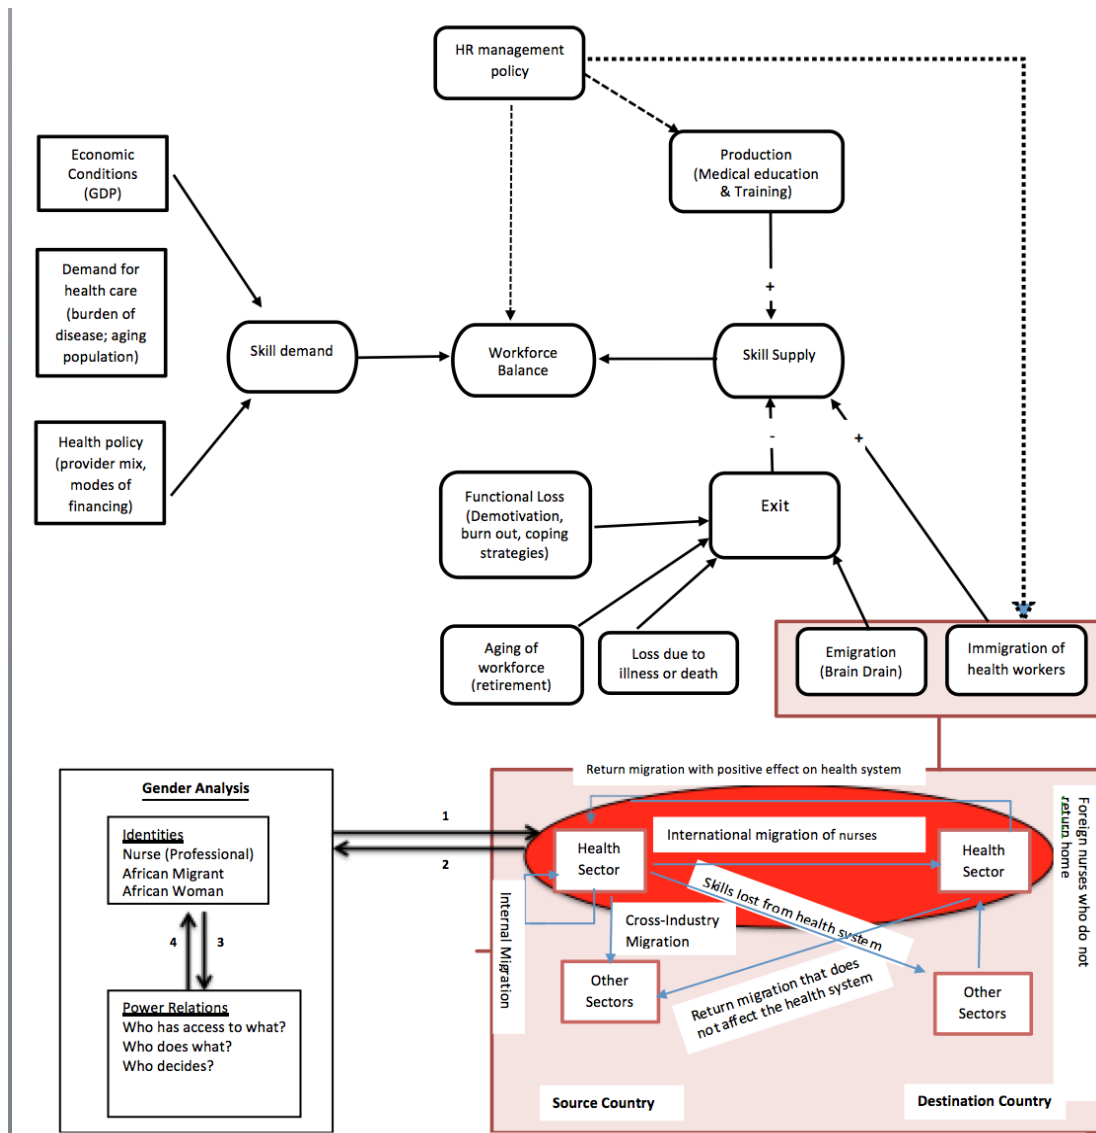 HR management
policy
Economic
Conditions
(GDP)
Production
(Medical education
& Training)
Demand for
health care
(burden of
disease; aging
population)
+
Skill demand
Workforce
Balance
Skill Supply
Health policy
(provider mix,
modes of
financing)
-
+
Functional Loss
(Demotivation,
burn out, coping
strategies)
Exit
Aging of
workforce
(retirement)
Loss due to
illness or death
Emigration
(Brain Drain)
Immigration of
health workers
Gender Analysis
Identities
Nurse (Professional)
African Migrant
African Woman
4
3
Power Relations
Who has access to what?
Who does what?
Who decides?
1
2
Return migration with positive effect on health system
Health
Sector
International migration of nurses
Health
Sector
Foreign nurses who do not
return home
Internal Migration
Skills lost from health system
Cross-Industry
Migration
Other
Sectors
Return migration that does
not affect the health system
Other
Sectors
Source Country
Destination Country